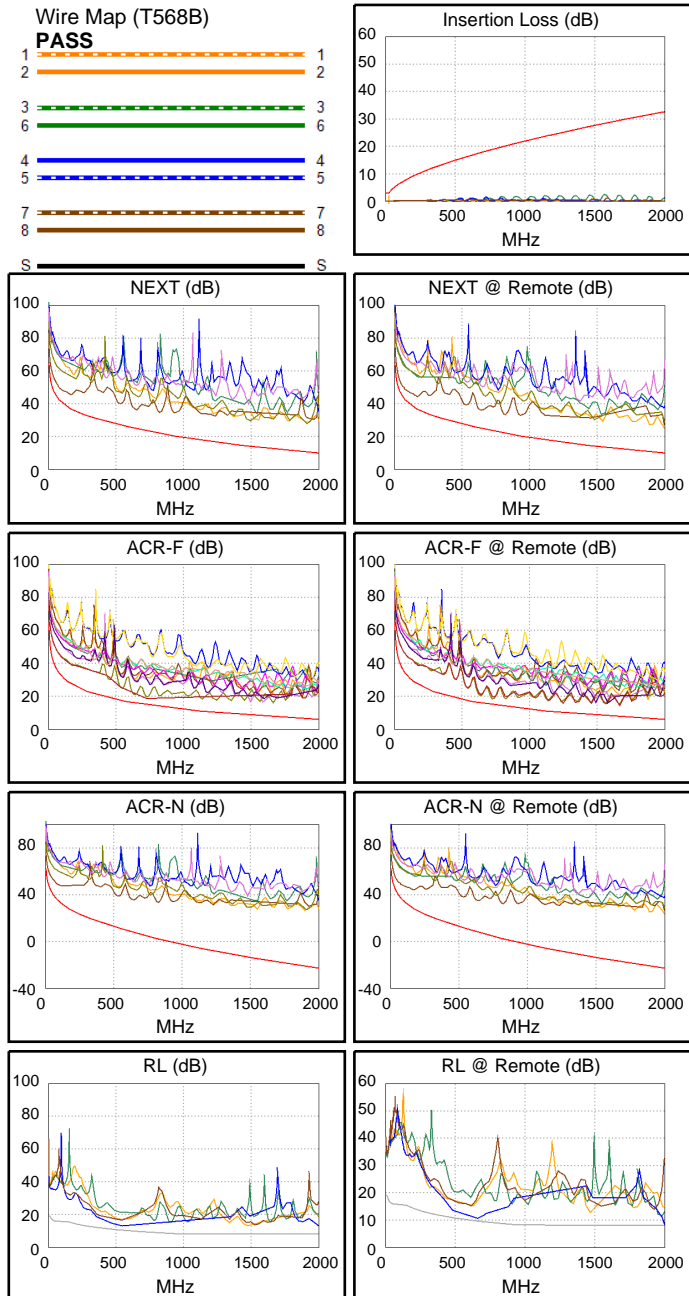 Wire Map (T568B)
PASS
1 1
2 2
3 3
6 6
4 4
5 5
7 7
8 8
S S
Insertion Loss (dB)
60
50
40
30
20
10
0
0 500 1000 1500 2000
MHz
NEXT (dB)
100
80
60
40
20
0
0 500 1000 1500 2000
MHz
NEXT @ Remote (dB)
100
80
60
40
20
0
0 500 1000 1500 2000
MHz
ACR-F (dB)
100
80
60
40
20
0
0 500 1000 1500 2000
MHz
ACR-F @ Remote (dB)
100
80
60
40
20
0
0 500 1000 1500 2000
MHz
ACR-N (dB)
80
40
0
-40
0 500 1000 1500 2000
MHz
ACR-N @ Remote (dB)
80
40
0
-40
0 500 1000 1500 2000
MHz
RL (dB)
100
80
60
40
20
0
0 500 1000 1500 2000
MHz
RL @ Remote (dB)
60
50
40
30
20
10
0
0 500 1000 1500 2000
MHz